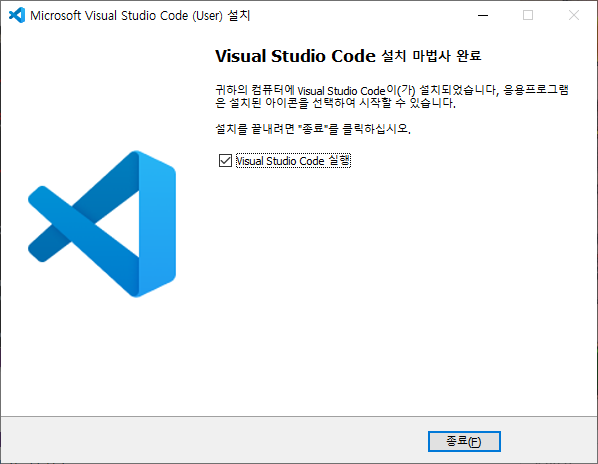 Microsoft Visual Studio Code (User) 설치
Visual Studio Code 설치 마법사 완료
귀하의 컴퓨터에 Visual Studio Code이(가) 설치되었습니다, 응용프로그램
은 설치된 아이콘을 선택하여 시작할 수 있습니다.
설치를 끝내려면 "종료"를 클릭하십시오.
Visual Studio Code 실행
종료(F)